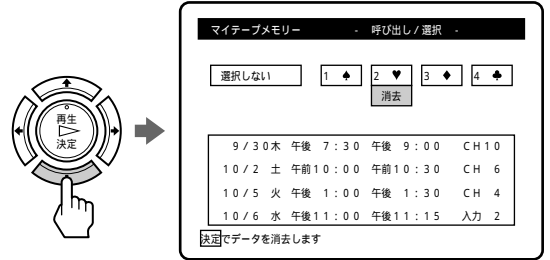 再生
決定
マイテープメモリー - 呼び出し/選択 -
選択しない 1 ♠ 2 ♥ 3 ♦ 4 ♣
消去
9/30木 午後 7:30 午後 9:00 CH10
10/2 土 午前10:00 午前10:30 CH 6
10/5 火 午後 1:00 午後 1:30 CH 4
10/6 水 午後11:00 午後11:15 入力 2
決定でデータを消去します